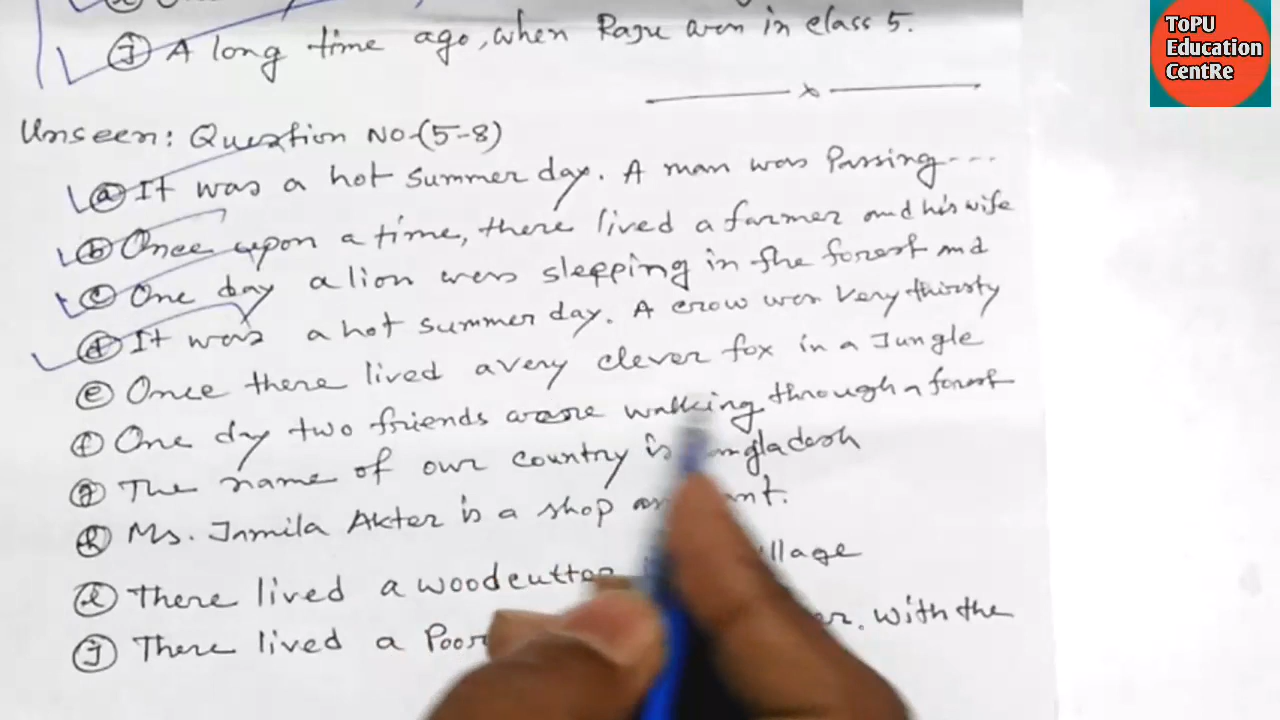 ⓙ A long time ago, when Raju was in class 5.
x
Unseen: Question No-(5-8)
ⓐ It was a hot summer day. A man was Passing---
ⓑ Once upon a time, there lived a farmer and his wife
ⓒ One day a lion was slepping in the forest and
ⓓ It was a hot summer day. A crow was very thirsty
ⓔ Once there lived a very clever fox in a Jungle
ⓕ One day two friends were walking through a forest
ⓖ The name of our country is Bangladesh
ⓗ Ms. Jamila Akter is a shop
ⓘ There lived a woodcutter
ⓙ There lived a Poor with the
ToPU
Education
CentRe